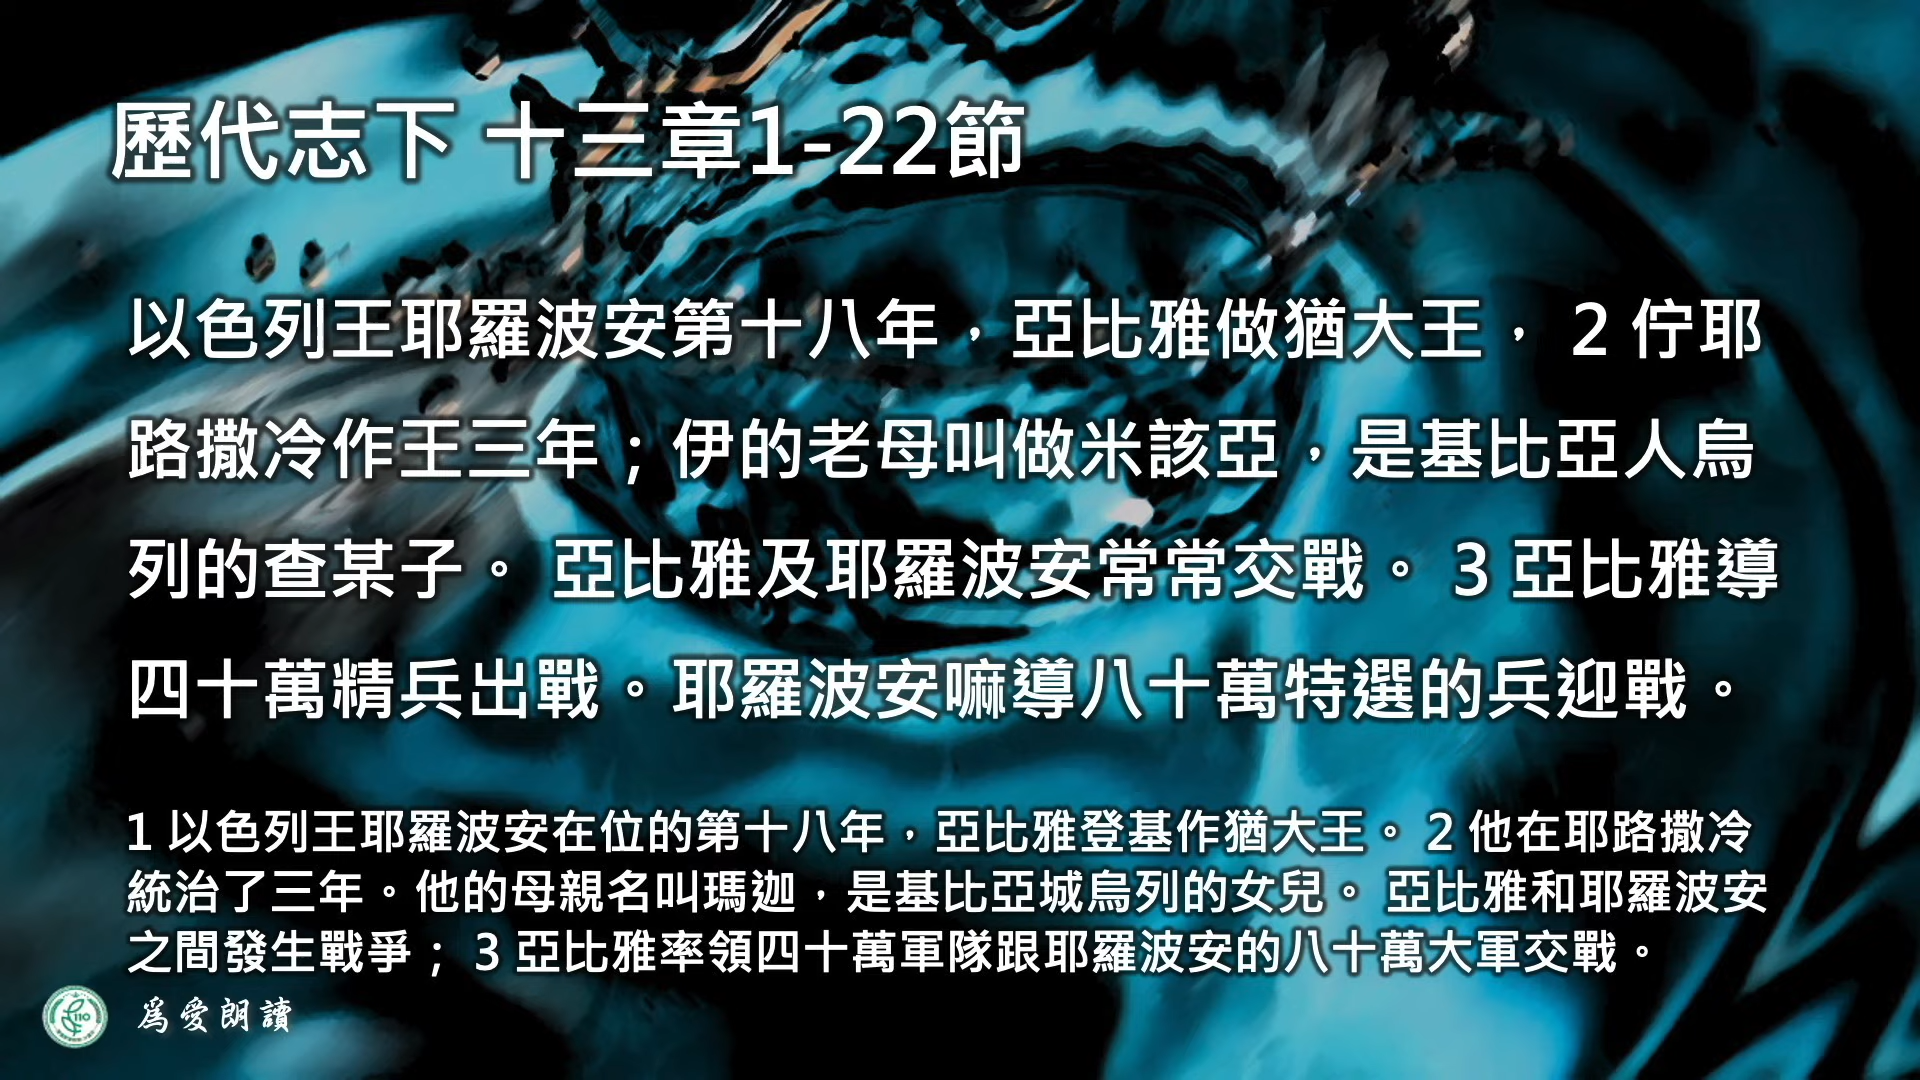 歷代志下 十三章1-22節
以色列王耶羅波安第十八年，亞比雅做猶大王， 2 佇耶
路撒冷作王三年；伊的老母叫做米該亞，是基比亞人烏
列的查某子。 亞比雅及耶羅波安常常交戰。 3 亞比雅導
四十萬精兵出戰。耶羅波安嘛導八十萬特選的兵迎戰。
1 以色列王耶羅波安在位的第十八年，亞比雅登基作猶大王。 2 他在耶路撒冷
統治了三年。他的母親名叫瑪迦，是基比亞城烏列的女兒。 亞比雅和耶羅波安
之間發生戰爭； 3 亞比雅率領四十萬軍隊跟耶羅波安的八十萬大軍交戰。
為愛朗讀